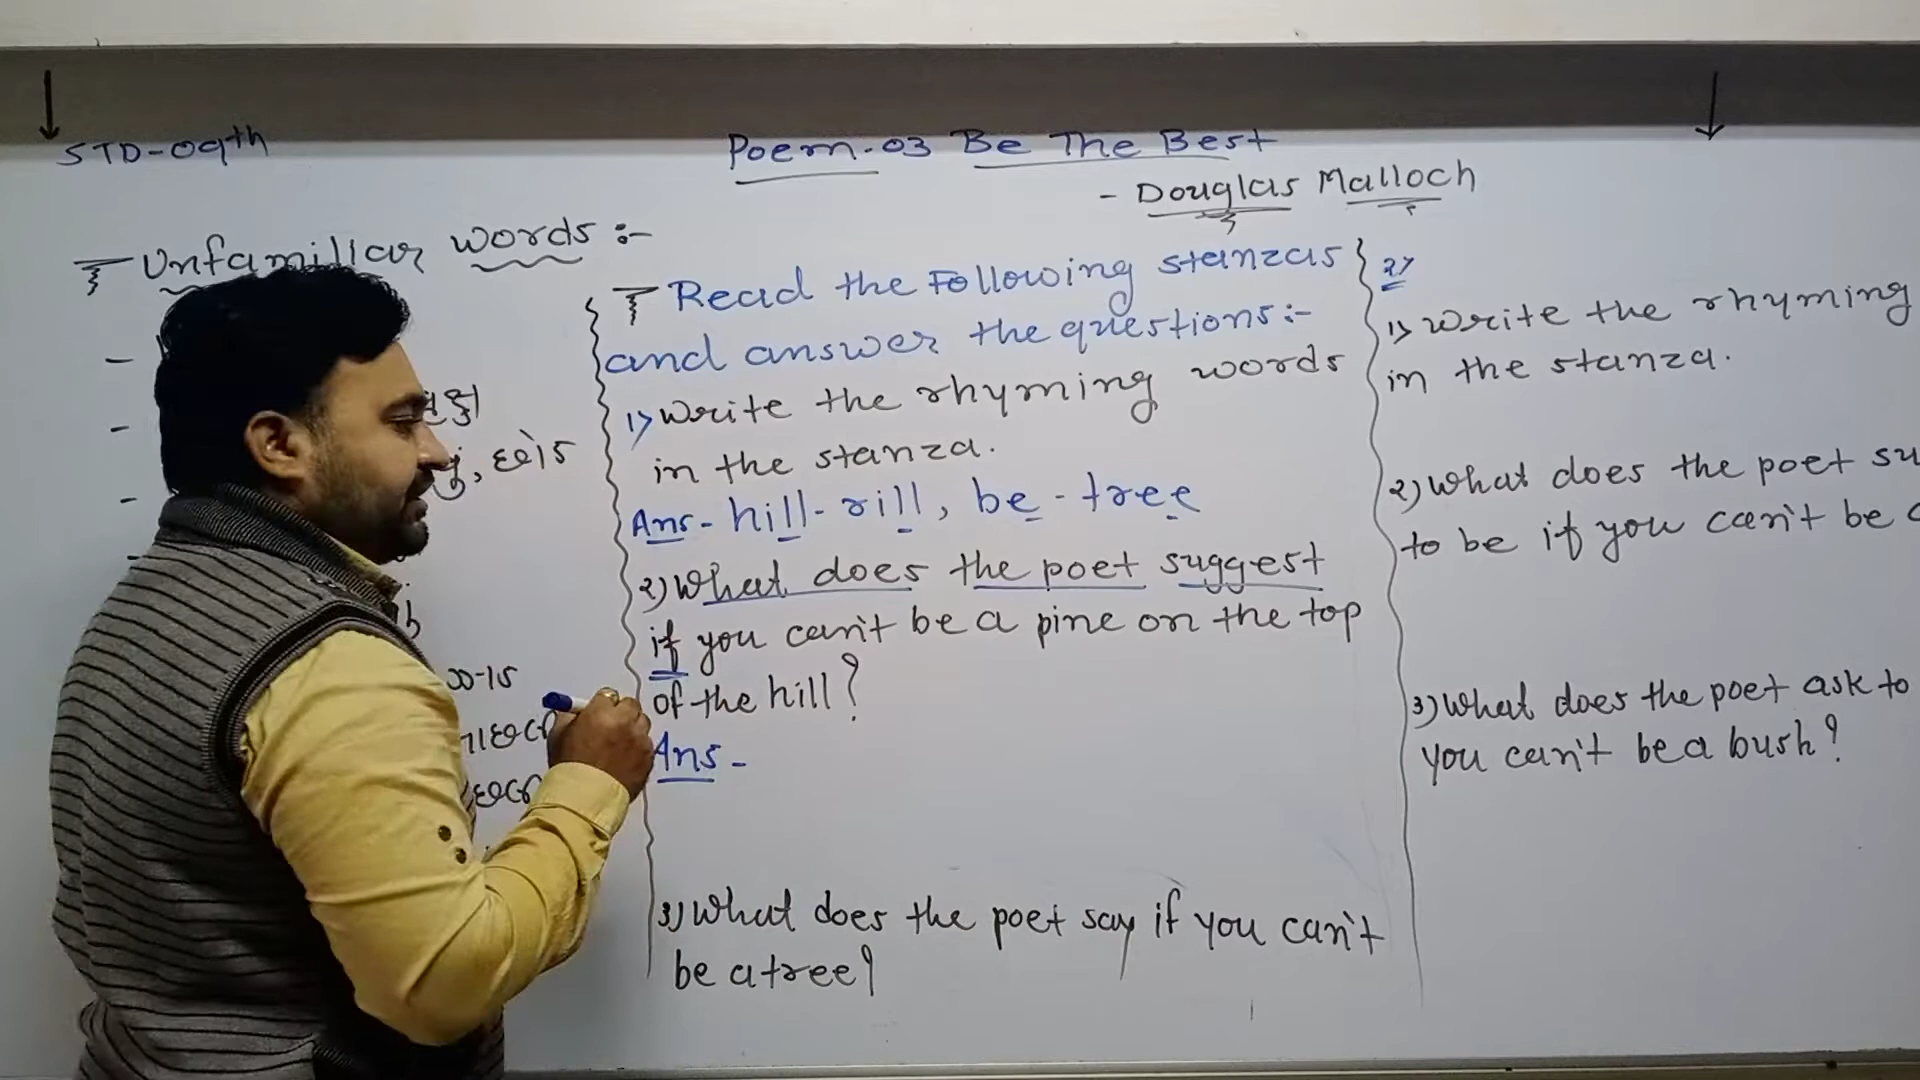 STD-09th
Poem-03 Be The Best
- Douglas Malloch
Unfamiliar words :-
Read the Following stanzas
and answer the questions:-
1) Write the rhyming words
in the stanza.
Ans- hill-rill, be-tree
2) What does the poet suggest
if you can't be a pine on the top
of the hill?
Ans-
3) What does the poet say if you can't
be a tree?
2)
1) Write the rhyming
in the stanza.
2) What does the poet su
to be if you can't be a
3) What does the poet ask to
you can't be a bush?